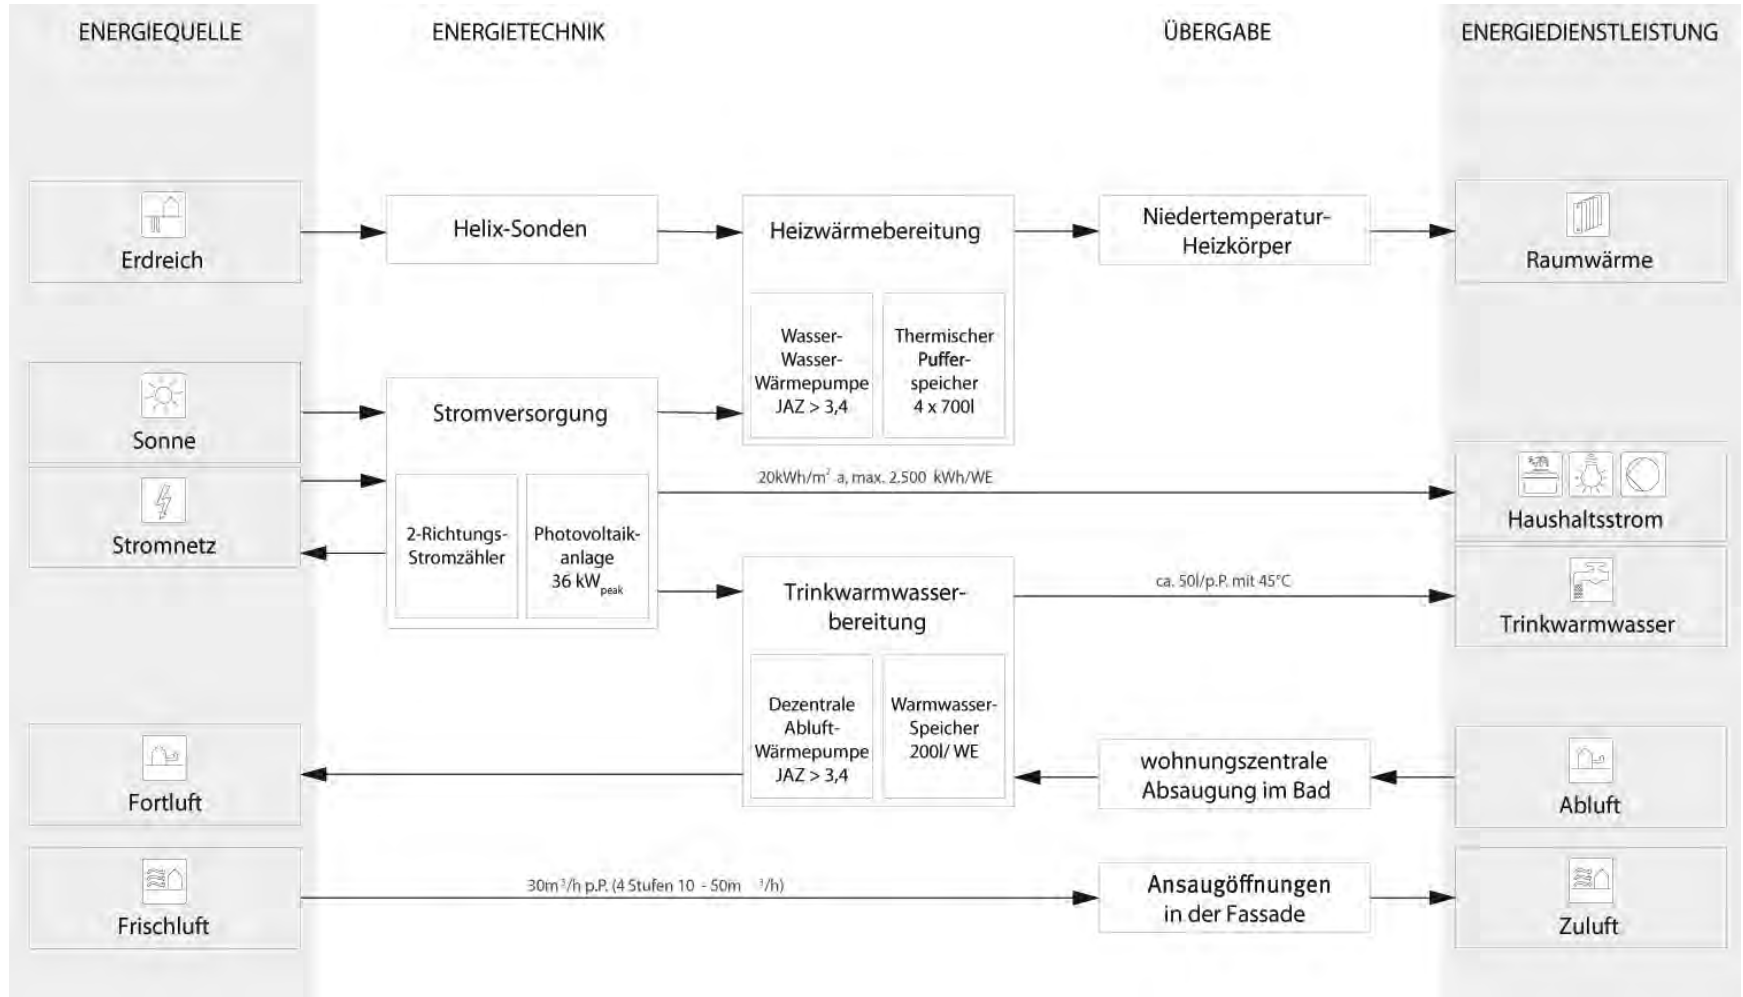 ENERGIEQUELLE
ENERGIETECHNIK
ÜBERGABE
ENERGIEDIENSTLEISTUNG
Erdreich
Helix-Sonden
Heizwärmebereitung
Wasser-
Wasser-
Wärmepumpe
JAZ > 3,4
Thermischer
Puffer-
speicher
4 x 700l
Niedertemperatur-
Heizkörper
Raumwärme
Sonne
Stromnetz
Stromversorgung
2-Richtungs-
Stromzähler
Photovoltaik-
anlage
36 kWpeak
20kWh/m² a, max. 2.500 kWh/WE
Haushaltsstrom
Trinkwarmwasser-
bereitung
Dezentrale
Abluft-
Wärmepumpe
JAZ > 3,4
Warmwasser-
Speicher
200l/ WE
ca. 50l/p.P. mit 45°C
Trinkwarmwasser
Fortluft
wohnungszentrale
Absaugung im Bad
Abluft
Frischluft
30m³/h p.P. (4 Stufen 10 - 50m ³/h)
Ansaugöffnungen
in der Fassade
Zuluft